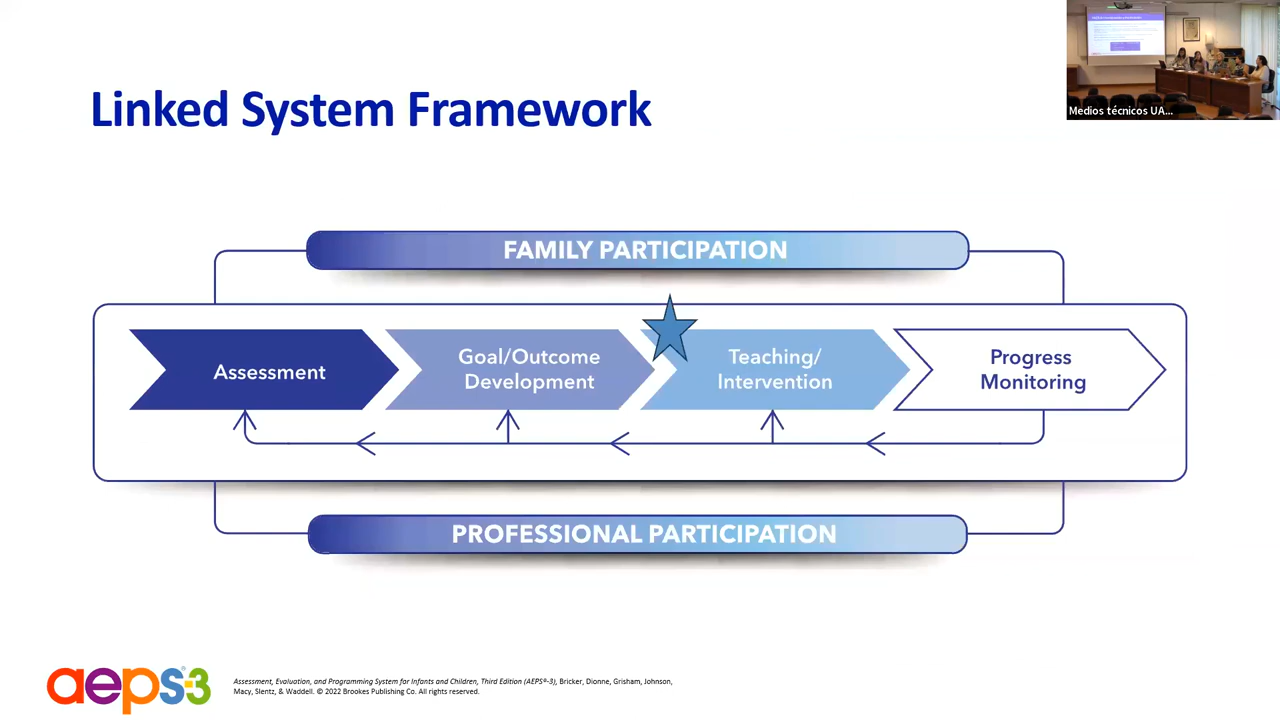 Medios técnicos UA...
Linked System Framework
FAMILY PARTICIPATION
Assessment
Goal/Outcome
Development
Teaching/
Intervention
Progress
Monitoring
PROFESSIONAL PARTICIPATION
aeps®-3
Assessment, Evaluation, and Programming System for Infants and Children, Third Edition (AEPS®-3), Bricker, Dionne, Grisham, Johnson,
Macy, Slentz, & Waddell. © 2022 Brookes Publishing Co. All rights reserved.